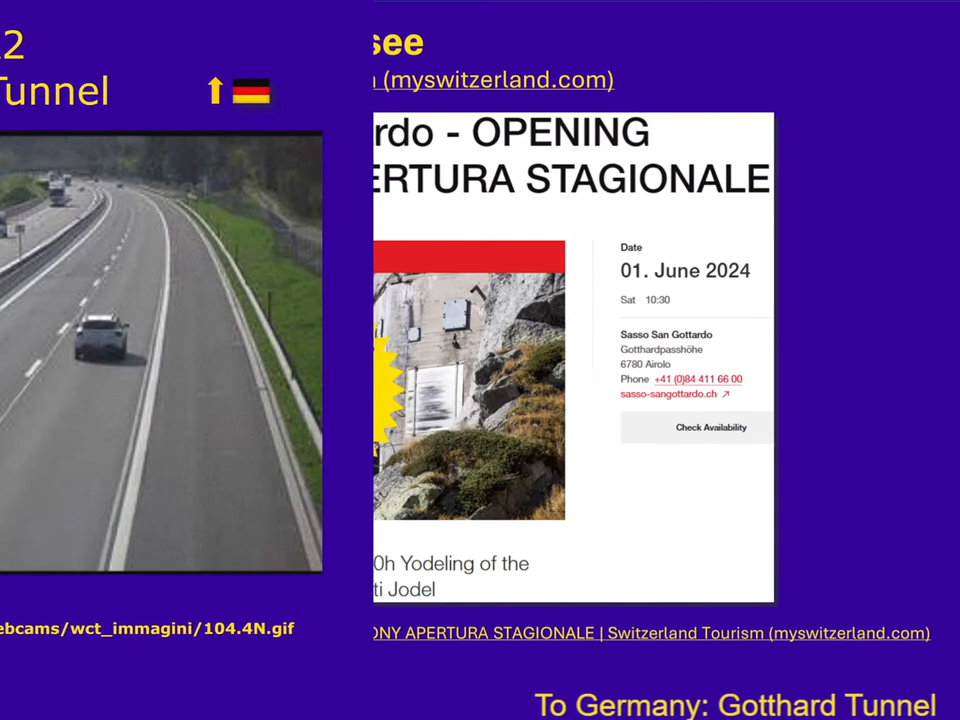 2
Tunnel
ebcams/wct_immagini/104.4N.gif
see
(myswitzerland.com)
rdo - OPENING
ERTURA STAGIONALE
Date
01. June 2024
Sat 10:30
Sasso San Gottardo
Gotthardpasshöhe
6780 Airolo
Phone +41 (0)84 411 66 00
sasso-sangottardo.ch ↗
Check Availability
0h Yodeling of the
ti Jodel
ONY APERTURA STAGIONALE | Switzerland Tourism (myswitzerland.com)
To Germany: Gotthard Tunnel